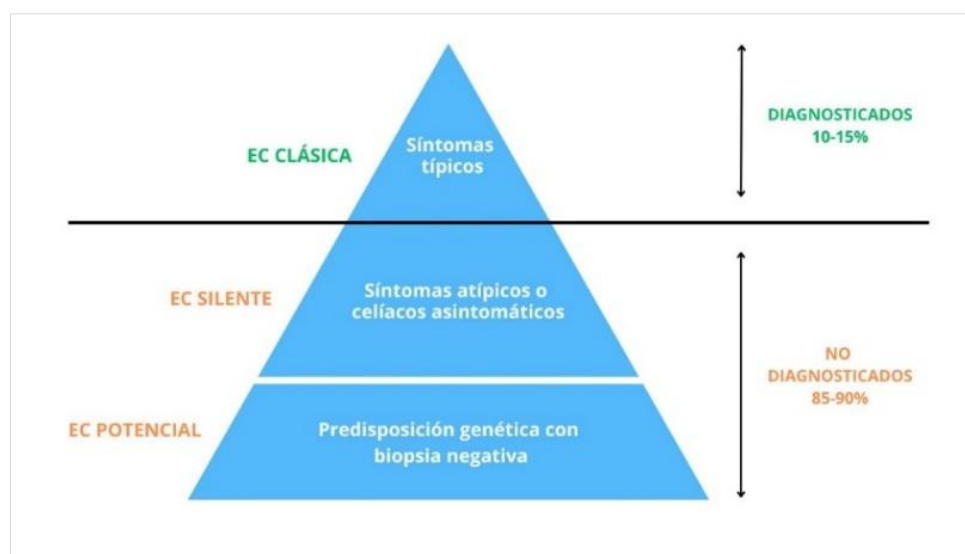 EC CLÁSICA
Síntomas
típicos
DIAGNOSTICADOS
10-15%
EC SILENTE
Síntomas atípicos o
celíacos asintomáticos
NO
DIAGNOSTICADOS
85-90%
EC POTENCIAL
Predisposición genética con
biopsia negativa